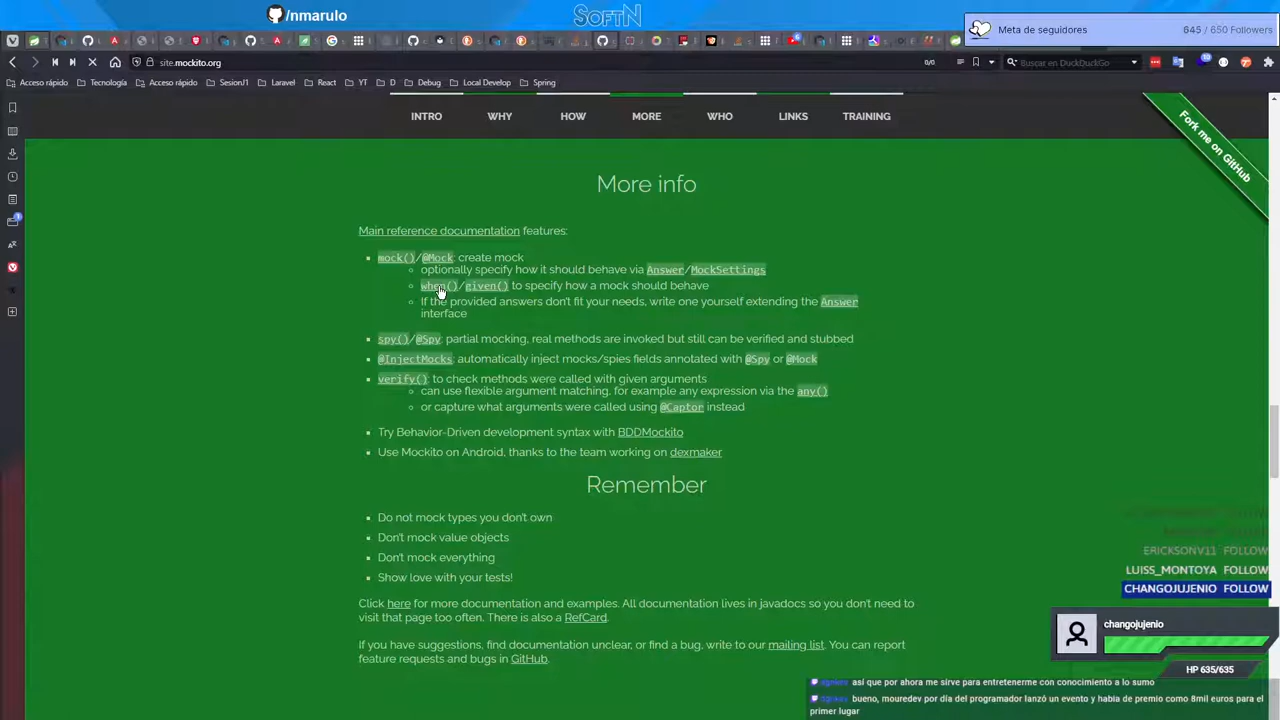 /nmarulo
SOFTN
Meta de seguidores
645 / 650 Followers
site.mockito.org
0/0
Buscar en DuckDuckGo
Acceso rápido
Tecnología
Acceso rápido
Sesion/1
Laravel
React
YT
D
Debug
Local Develop
Spring
INTRO
WHY
HOW
MORE
WHO
LINKS
TRAINING
Fork me on GitHub
More info
Main reference documentation features:
mock()/@Mock: create mock
optionally specify how it should behave via Answer/MockSettings
when()/given() to specify how a mock should behave
If the provided answers don't fit your needs, write one yourself extending the Answer
interface
spy()/@Spy: partial mocking, real methods are invoked but still can be verified and stubbed
@InjectMocks: automatically inject mocks/spies fields annotated with @Spy or @Mock
verify(): to check methods were called with given arguments
can use flexible argument matching, for example any expression via the any()
or capture what arguments were called using @Captor instead
Try Behavior-Driven development syntax with BDDMockito
Use Mockito on Android, thanks to the team working on dexmaker
Remember
Do not mock types you don't own
Don't mock value objects
Don't mock everything
Show love with your tests!
Click here for more documentation and examples. All documentation lives in javadocs so you don't need to
visit that page too often. There is also a RefCard.
If you have suggestions, find documentation unclear, or find a bug, write to our mailing list. You can report
feature requests and bugs in GitHub.
ERICKSONV11 FOLLOW
LUISS_MONTOYA FOLLOW
CHANGOJUJENIO FOLLOW
changojujenio
HP 635/635
así que por ahora me sirve para entretenerme con conocimiento a lo sumo
bueno, mouredev por día del programador lanzó un evento y habia de premio como 8mil euros para el
primer lugar